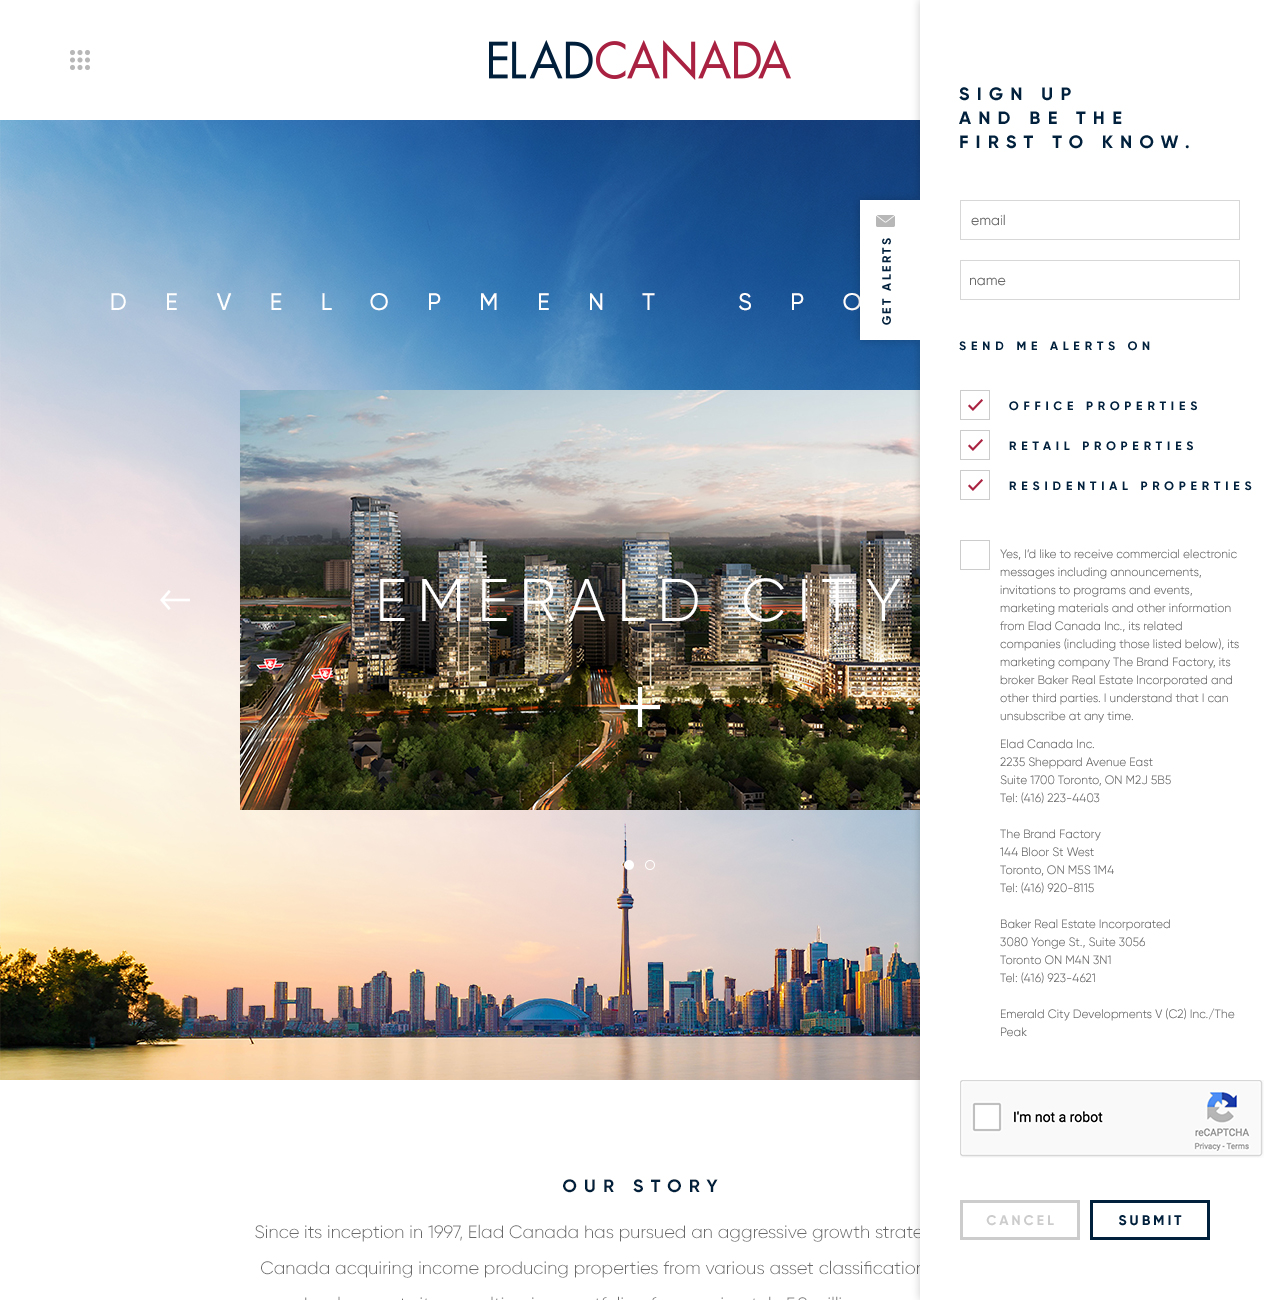 ELADCANADA
DEVELOPMENT
GET ALERTS
EMERALD CITY
OUR STORY
Since its inception in 1997, Elad Canada has pursued an aggressive growth
Canada acquiring income producing properties from various asset
SIGN UP
AND BE THE
FIRST TO KNOW.
email
name
SEND ME ALERTS ON
OFFICE PROPERTIES
RETAIL PROPERTIES
RESIDENTIAL PROPERTIES
Yes, I'd like to receive commercial electronic
messages including announcements,
invitations to programs and events,
marketing materials and other information
from Elad Canada Inc., its related
companies (including those listed below), its
marketing company The Brand Factory, its
broker Baker Real Estate Incorporated and
other third parties. I understand that I can
unsubscribe at any time.
Elad Canada Inc.
2235 Sheppard Avenue East
Suite 1700 Toronto, ON M2J 5B5
Tel: (416) 223-4403
The Brand Factory
144 Bloor St West
Toronto, ON M5S 1M4
Tel: (416) 920-8115
Baker Real Estate Incorporated
3080 Yonge St., Suite 3056
Toronto ON M4N 3N1
Tel: (416) 923-4621
Emerald City Developments V (C2) Inc./The
Peak
I'm not a robot
reCAPTCHA
Privacy - Terms
CANCEL
SUBMIT